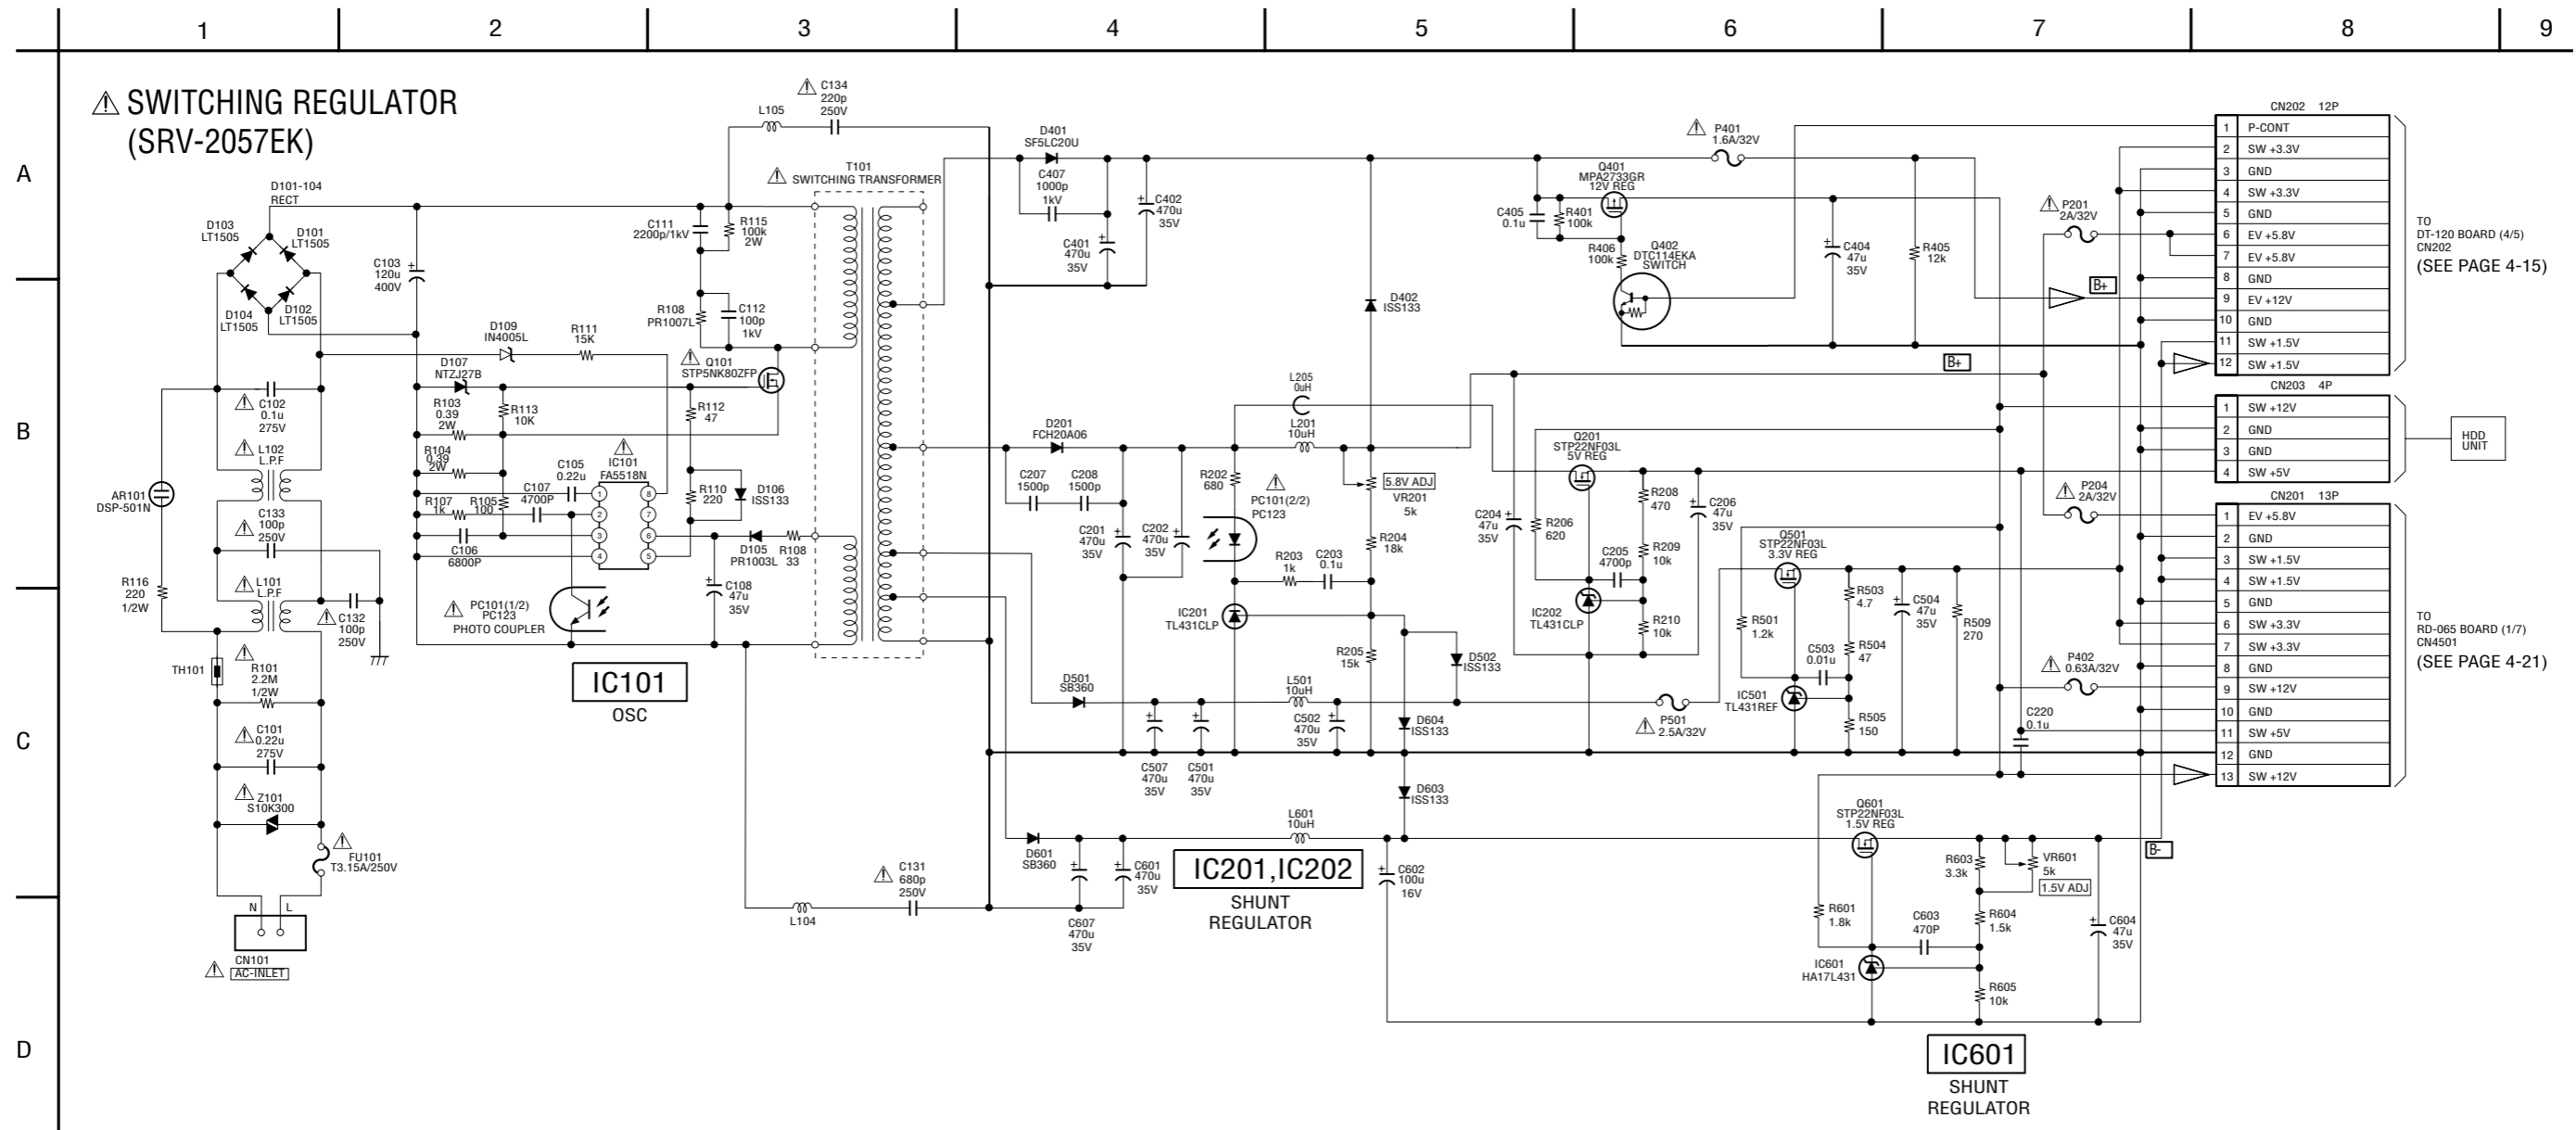 1 2 3 4 5 6 7 8 9
A
B
C
D
SWITCHING REGULATOR
(SRV-2057EK)
D101-104
RECT
D103
LT1505
D101
LT1505
D104
LT1505
D102
LT1505
C103
120u
400V
C102
0.1u
275V
L102
L.P.F
AR101
DSP-501N
C133
100p
250V
R116
220
1/2W
L101
L.P.F
C132
100p
250V
TH101
R101
2.2M
1/2W
C101
0.22u
275V
Z101
S10K300
FU101
T3.15A/250V
N L
CN101
AC-INLET
D109
IN4005L
R111
15K
D107
NTZJ27B
R103
0.39
2W
R113
10K
R104
0.39
2W
C105
0.22u
IC101
FA5518N
R107
1k
R105
100
C107
4700P
C106
6800P
1
2
3
4
8
7
6
5
PC101(1/2)
PC123
PHOTO COUPLER
IC101
OSC
L105
C134
220p
250V
T101
SWITCHING TRANSFORMER
C111
2200p/1kV
R115
100k
2W
R108
PR1007L
C112
100p
1kV
Q101
STP5NK80ZFP
R112
47
R110
220
D106
ISS133
D105
PR1003L
R108
33
C108
47u
35V
C131
680p
250V
L104
D401
SF5LC20U
C407
1000p
1kV
C402
470u
35V
C401
470u
35V
D201
FCH20A06
C207
1500p
C208
1500p
C201
470u
35V
C202
470u
35V
R202
680
PC101(2/2)
PC123
L205
0uH
L201
10uH
D402
ISS133
5.8V ADJ
VR201
5k
R204
18k
R203
1k
C203
0.1u
IC201
TL431CLP
R205
15k
D502
ISS133
D501
SB360
L501
10uH
C502
470u
35V
D604
ISS133
C507
470u
35V
C501
470u
35V
D603
ISS133
L601
10uH
D601
SB360
C601
470u
35V
C607
470u
35V
IC201,IC202
SHUNT
REGULATOR
C602
100u
16V
P401
1.6A/32V
Q401
MPA2733GR
12V REG
C405
0.1u
R401
100k
R406
100k
Q402
DTC114EKA
SWITCH
C404
47u
35V
R405
12k
B+
B+
Q201
STP22NF03L
5V REG
C204
47u
35V
R206
620
R208
470
C206
47u
35V
C205
4700p
R209
10k
IC202
TL431CLP
R210
10k
Q501
STP22NF03L
3.3V REG
R501
1.2k
C503
0.01u
R503
4.7
R504
47
C504
47u
35V
R509
270
IC501
TL431REF
R505
150
P501
2.5A/32V
C220
0.1u
P201
2A/32V
P204
2A/32V
P402
0.63A/32V
Q601
STP22NF03L
1.5V REG
R603
3.3k
VR601
5k
1.5V ADJ
B-
R601
1.8k
C603
470P
R604
1.5k
C604
47u
35V
IC601
HA17L431
R605
10k
IC601
SHUNT
REGULATOR
CN202 12P
1 P-CONT
2 SW +3.3V
3 GND
4 SW +3.3V
5 GND
6 EV +5.8V
7 EV +5.8V
8 GND
9 EV +12V
10 GND
11 SW +1.5V
12 SW +1.5V
TO
DT-120 BOARD (4/5)
CN202
(SEE PAGE 4-15)
CN203 4P
1 SW +12V
2 GND
3 GND
4 SW +5V
HDD
UNIT
CN201 13P
1 EV +5.8V
2 GND
3 SW +1.5V
4 SW +1.5V
5 GND
6 SW +3.3V
7 SW +3.3V
8 GND
9 SW +12V
10 GND
11 SW +5V
12 GND
13 SW +12V
TO
RD-065 BOARD (1/7)
CN4501
(SEE PAGE 4-21)